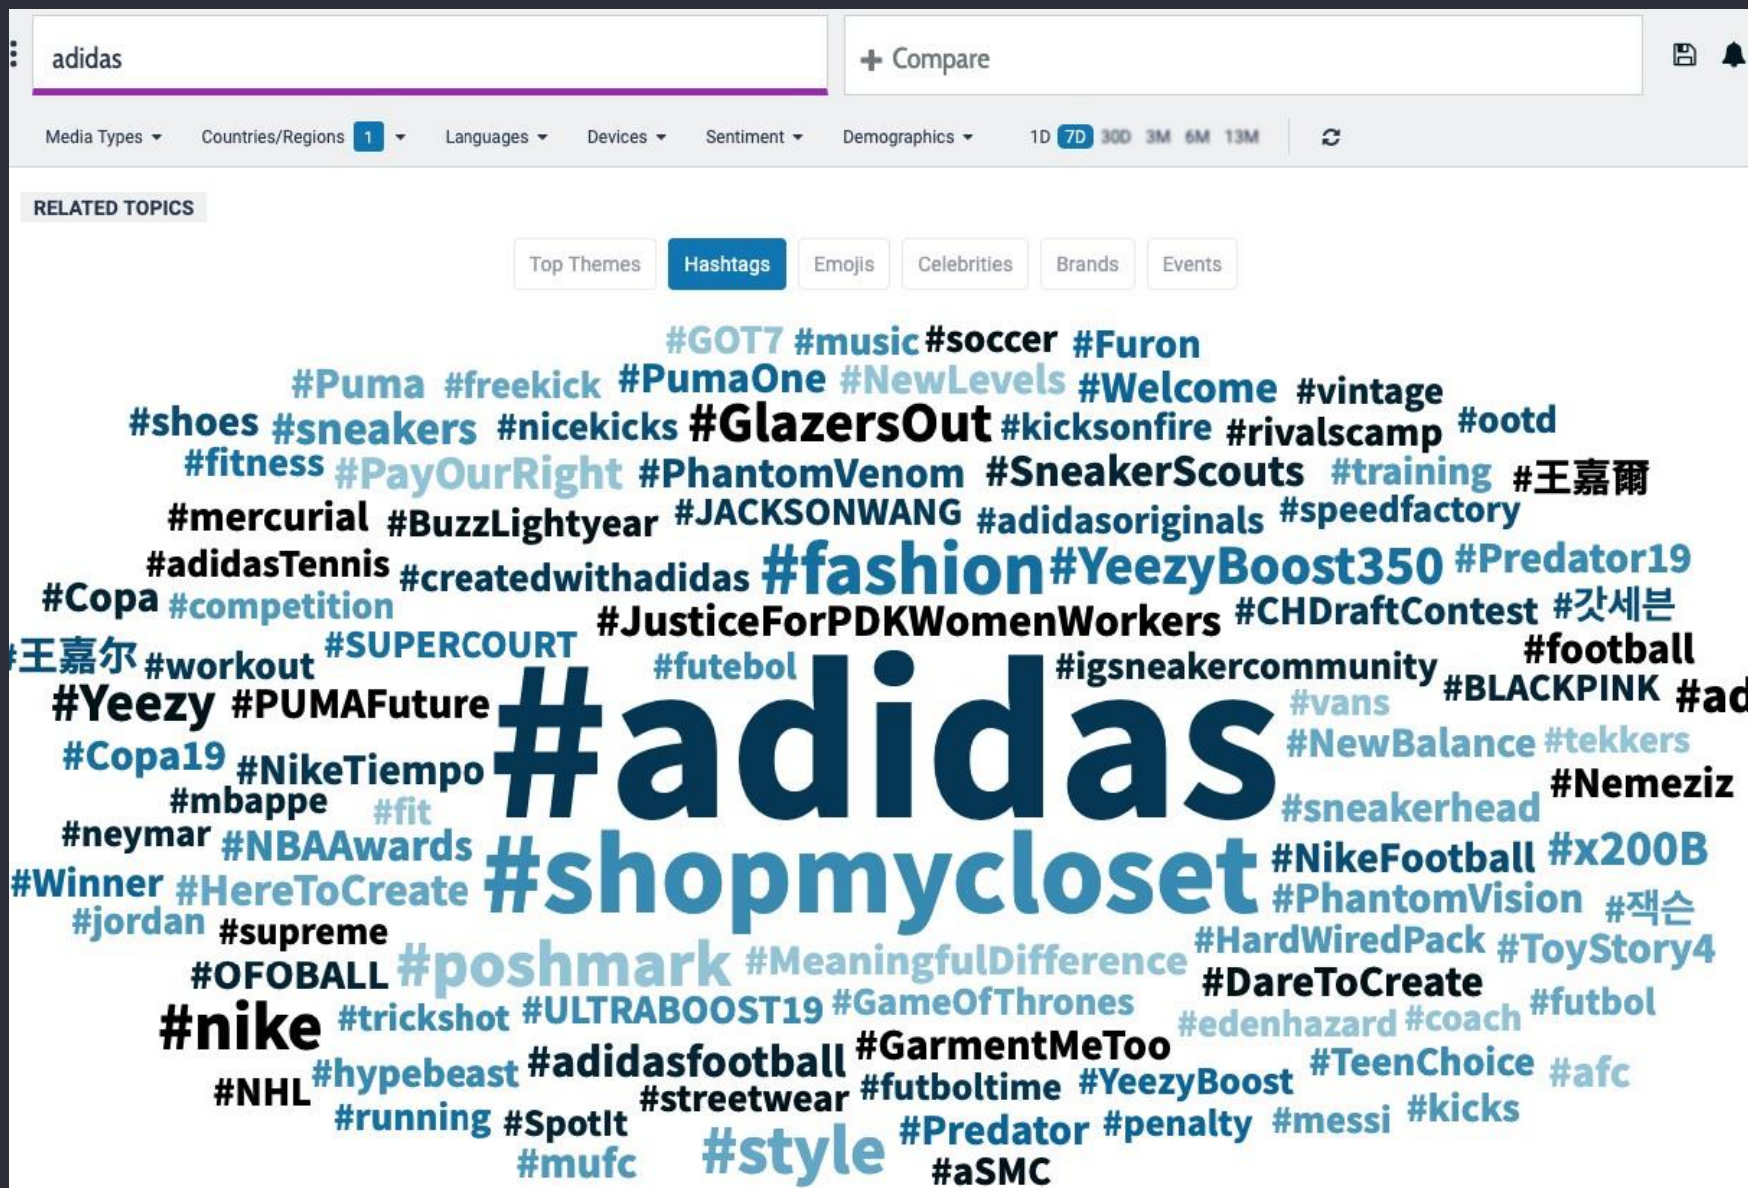 adidas
+ Compare
Media Types Countries/Regions 1 Languages Devices Sentiment Demographics 1D 7D 30D 3M 6M 13M
RELATED TOPICS
Top Themes Hashtags Emojis Celebrities Brands Events
#GOT7 #music #soccer #Furon
#Puma #freekick #PumaOne #NewLevels #Welcome #vintage
#shoes #sneakers #nicekicks #GlazersOut #kicksonfire #rivalscamp #ootd
#fitness #PayOurRight #PhantomVenom #SneakerScouts #training #王嘉爾
#mercurial #BuzzLightyear #JACKSONWANG #adidasoriginals #speedfactory
#adidasTennis #createdwithadidas #fashion #YeezyBoost350 #Predator19
#Copa #competition #JusticeForPDKWomenWorkers #CHDraftContest #갓세븐
#王嘉尔 #workout #SUPERCOURT #futebol #igsneakercommunity #football
#Yeezy #PUMAFuture #adidas #vans #BLACKPINK #ad
#Copa19 #NikeTiempo #NewBalance #tekkers
#mbappe #fit #sneakerhead #Nemeziz
#neymar #NBAAwards #shopmycloset #NikeFootball #x200B
#Winner #HereToCreate #PhantomVision #잭슨
#jordan #supreme #HardWiredPack #ToyStory4
#OFOBALL #poshmark #MeaningfulDifference #DareToCreate
#nike #trickshot #ULTRABOOST19 #GameOfThrones #edenhazard #coach #futbol
#NHL #hypebeast #adidasfootball #GarmentMeToo #TeenChoice #afc
#running #SpotIt #streetwear #futboltime #YeezyBoost
#mufc #style #Predator #penalty #messi #kicks
#aSMC